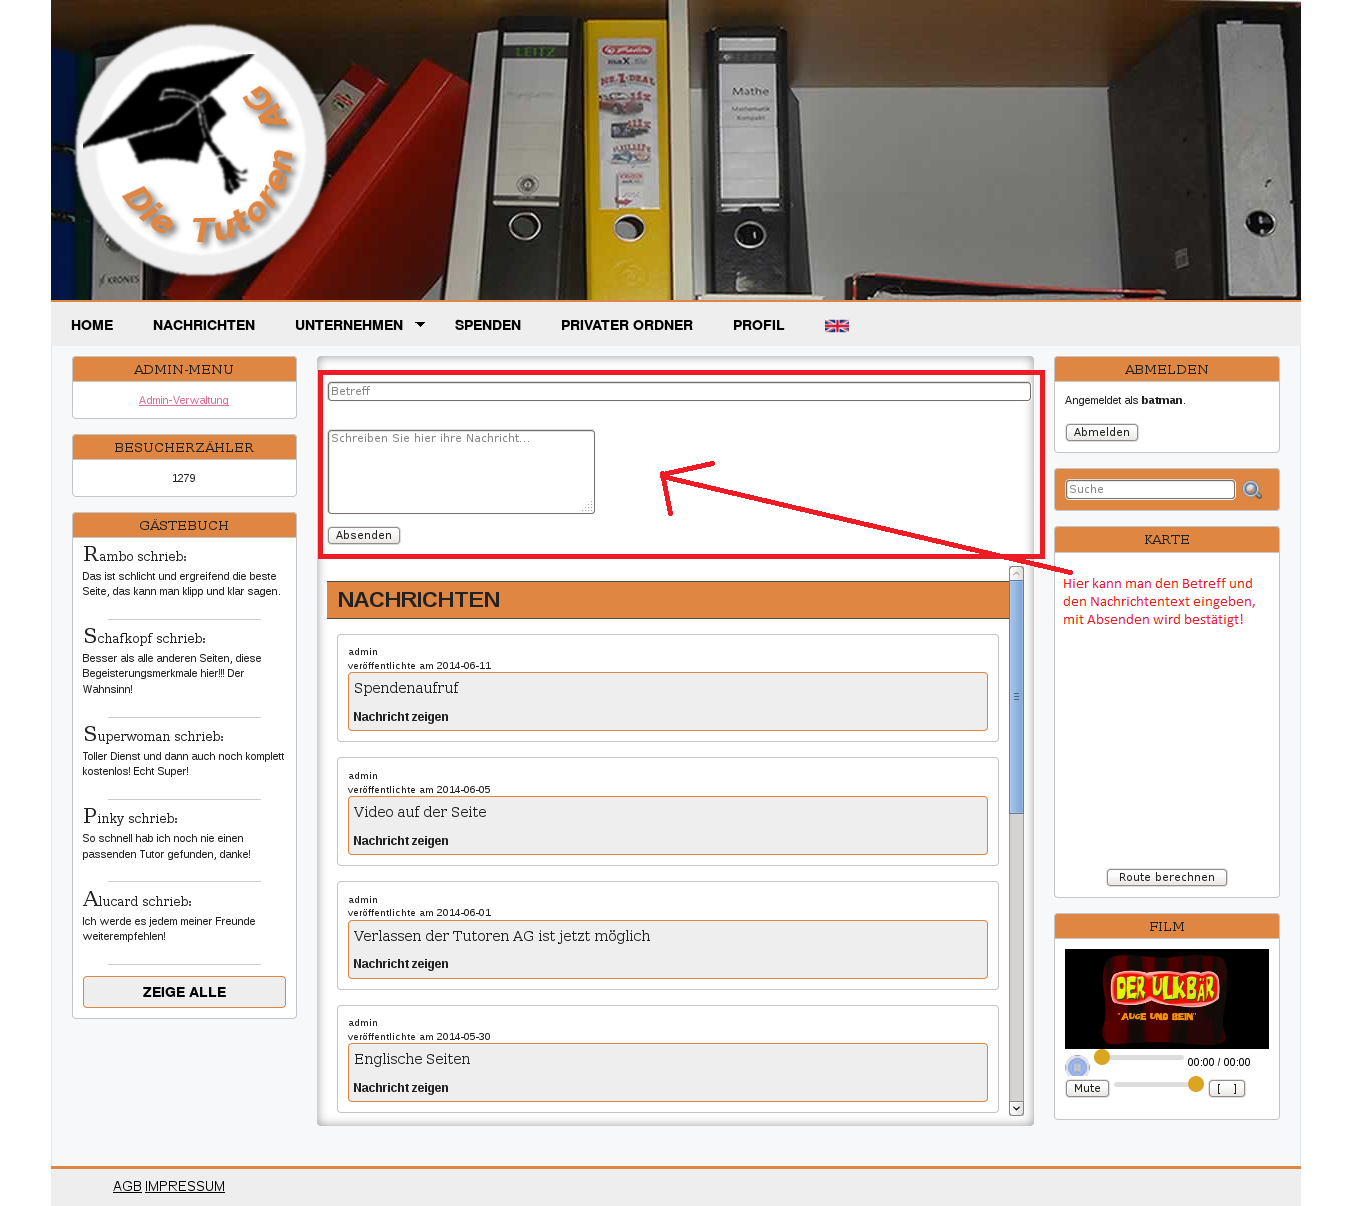 Die Tutoren AG
LEITZ
maX.file
Mathe
Mathematik
Kompakt
KRONES
HOME
NACHRICHTEN
UNTERNEHMEN
SPENDEN
PRIVATER ORDNER
PROFIL
ADMIN-MENU
Admin-Verwaltung
BESUCHERZÄHLER
1279
GÄSTEBUCH
Rambo schrieb:
Das ist schlicht und ergreifend die beste
Seite, das kann man klipp und klar sagen.
Schafkopf schrieb:
Besser als alle anderen Seiten, diese
Begeisterungsmerkmale hier!!! Der
Wahnsinn!
Superwoman schrieb:
Toller Dienst und dann auch noch komplett
kostenlos! Echt Super!
Pinky schrieb:
So schnell hab ich noch nie einen
passenden Tutor gefunden, danke!
Alucard schrieb:
Ich werde es jedem meiner Freunde
weiterempfehlen!
ZEIGE ALLE
Betreff
Schreiben Sie hier ihre Nachricht...
Absenden
NACHRICHTEN
admin
veröffentlichte am 2014-06-11
Spendenaufruf
Nachricht zeigen
admin
veröffentlichte am 2014-06-05
Video auf der Seite
Nachricht zeigen
admin
veröffentlichte am 2014-06-01
Verlassen der Tutoren AG ist jetzt möglich
Nachricht zeigen
admin
veröffentlichte am 2014-05-30
Englische Seiten
Nachricht zeigen
ABMELDEN
Angemeldet als batman.
Abmelden
Suche
KARTE
Hier kann man den Betreff und
den Nachrichtentext eingeben,
mit Absenden wird bestätigt!
Route berechnen
FILM
DER ULKBÄR
"AUGE UND BEIN"
00:00 / 00:00
Mute
[ ]
AGB IMPRESSUM